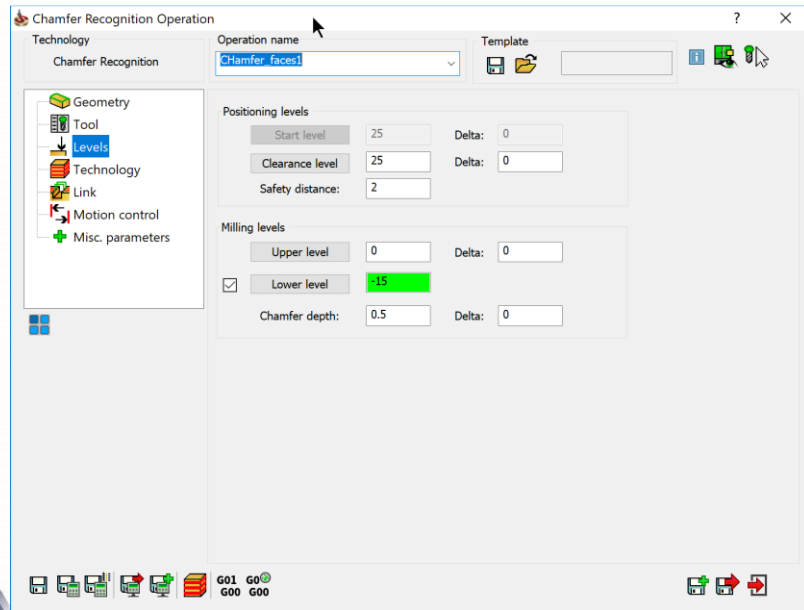 Chamfer Recognition Operation ?
Technology
Chamfer Recognition
Operation name
CHamfer_faces1
Template
Geometry
Tool
Levels
Technology
Link
Motion control
Misc. parameters
Positioning levels
Start level 25 Delta: 0
Clearance level 25 Delta: 0
Safety distance: 2
Milling levels
Upper level 0 Delta: 0
Lower level -15
Chamfer depth: 0.5 Delta: 0
G01 G0
G00 G00